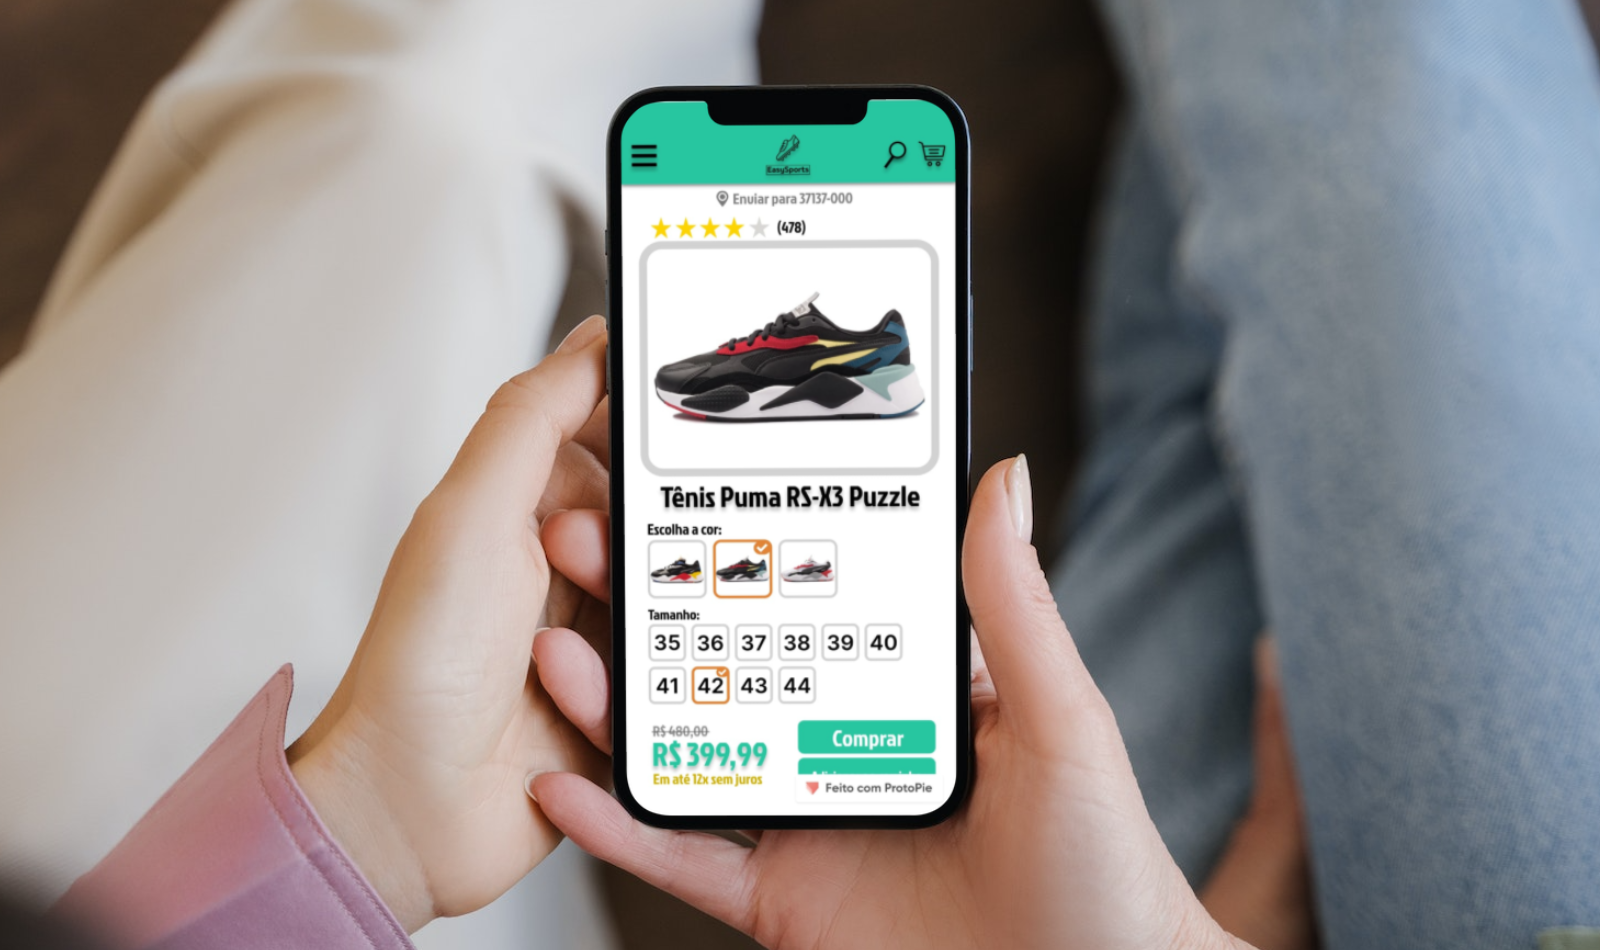 EasySports
Enviar para 37137-000
(478)
Tênis Puma RS-X3 Puzzle
Escolha a cor:
Tamanho:
35 36 37 38 39 40
41 42 43 44
R$ 480,00
R$ 399,99
Em até 12x sem juros
Comprar
Feito com ProtoPie